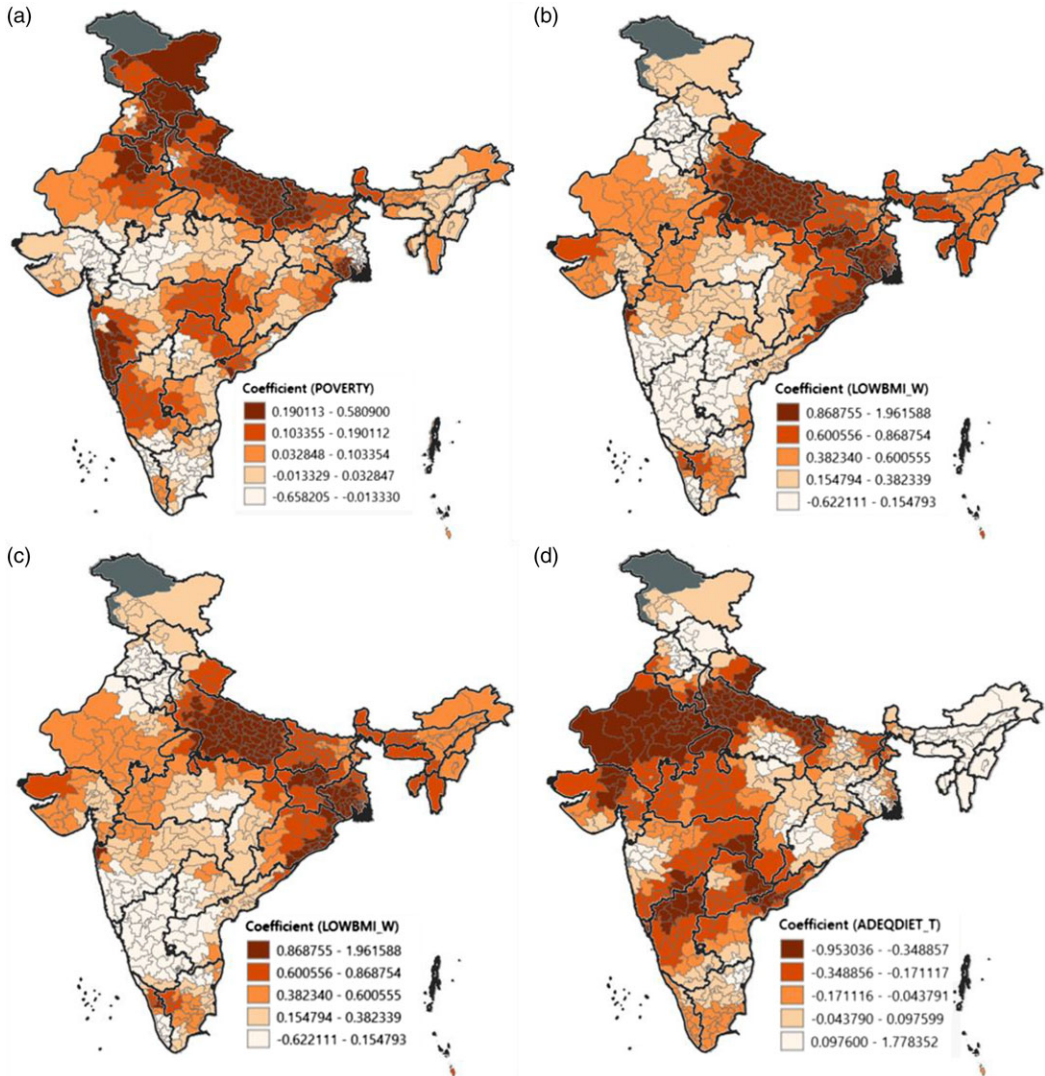 (a)
(b)
Coefficient (POVERTY)
0.190113 - 0.580900
0.103355 - 0.190112
0.032848 - 0.103354
-0.013329 - 0.032847
-0.658205 - -0.013330
Coefficient (LOWBMI_W)
0.868755 - 1.961588
0.600556 - 0.868754
0.382340 - 0.600555
0.154794 - 0.382339
-0.622111 - 0.154793
(c)
(d)
Coefficient (LOWBMI_W)
0.868755 - 1.961588
0.600556 - 0.868754
0.382340 - 0.600555
0.154794 - 0.382339
-0.622111 - 0.154793
Coefficient (ADEQDIET_T)
-0.953036 - -0.348857
-0.348856 - -0.171117
-0.171116 - -0.043791
-0.043790 - 0.097599
0.097600 - 1.778352